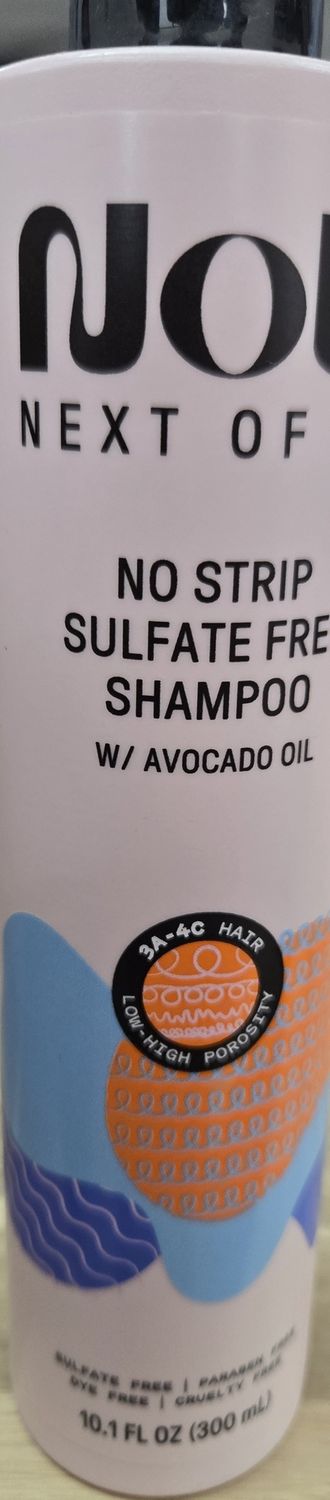 NOU
NEXT OF
NO STRIP
SULFATE FRE
SHAMPOO
W/ AVOCADO OIL
3A-4C HAIR
LOW-HIGH POROSITY
SULFATE FREE | PARABEN FREE
DYE FREE | CRUELTY FREE
10.1 FL OZ (300 mL)